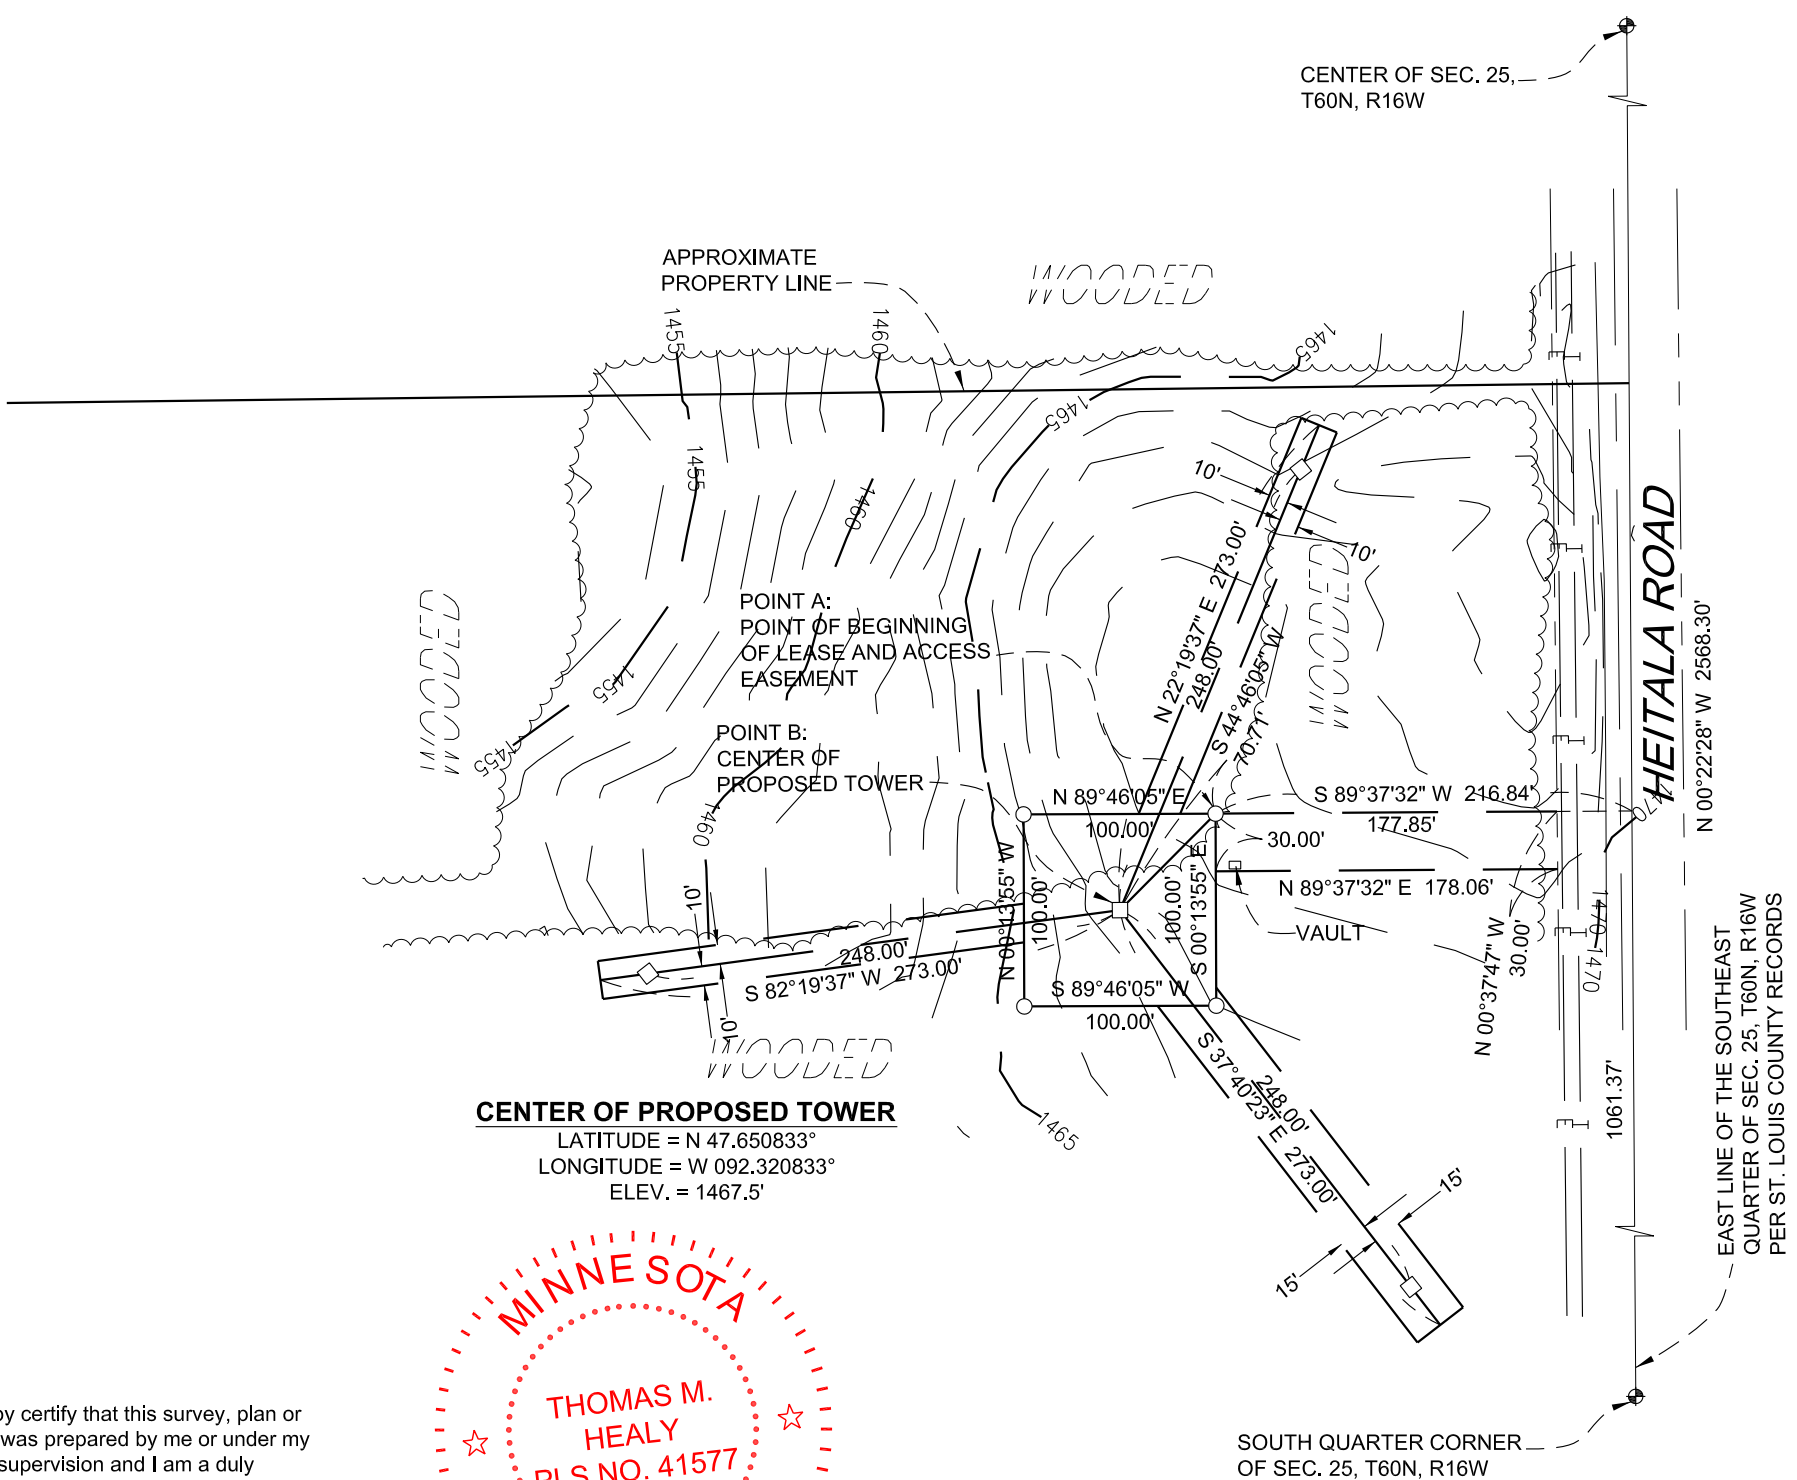 CENTER OF SEC. 25,
T60N, R16W
APPROXIMATE
PROPERTY LINE
WOODED
1455
1460
1465
1465
1455
1460
10'
10'
N 22°19'37" E 273.00'
248.00'
WOODED
WOODED
HEITALA ROAD
N 00°22'28" W 2568.30'
POINT A:
POINT OF BEGINNING
OF LEASE AND ACCESS
EASEMENT
S 44°46'05" W
70.71'
1455
1455
POINT B:
CENTER OF
PROPOSED TOWER
1460
N 89°46'05" E
100.00'
S 89°37'32" W 216.84'
177.85'
1470
30.00'
N 89°37'32" E 178.06'
VAULT
N 00°13'55" W
100.00'
100.00'
S 00°13'55" E
N 00°37'47" W
30.00'
1470
1470
10'
248.00'
S 82°19'37" W 273.00'
10'
S 89°46'05" W
100.00'
WOODED
S 37°40'23" E 273.00'
248.00'
1465
1061.37'
EAST LINE OF THE SOUTHEAST
QUARTER OF SEC. 25, T60N, R16W
PER ST. LOUIS COUNTY RECORDS
CENTER OF PROPOSED TOWER
LATITUDE = N 47.650833°
LONGITUDE = W 092.320833°
ELEV. = 1467.5'
15'
15'
MINNESOTA
THOMAS M.
HEALY
PLS NO. 41577
by certify that this survey, plan or
was prepared by me or under my
supervision and I am a duly
SOUTH QUARTER CORNER
OF SEC. 25, T60N, R16W